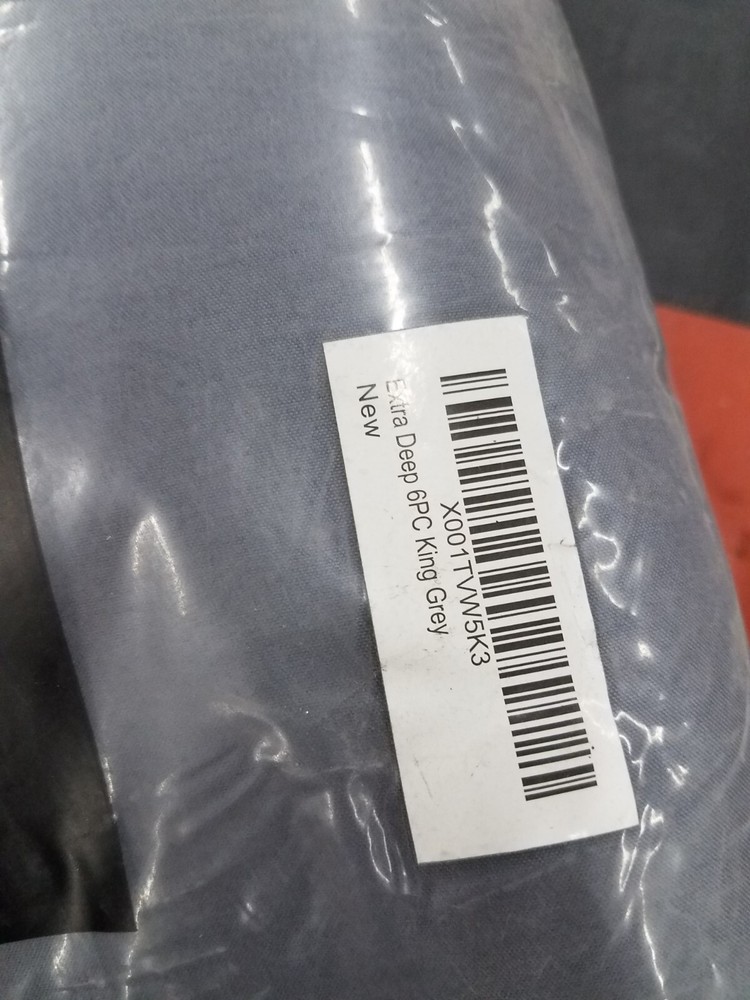 X001TVW5K3
Extra Deep 6PC King Grey
New